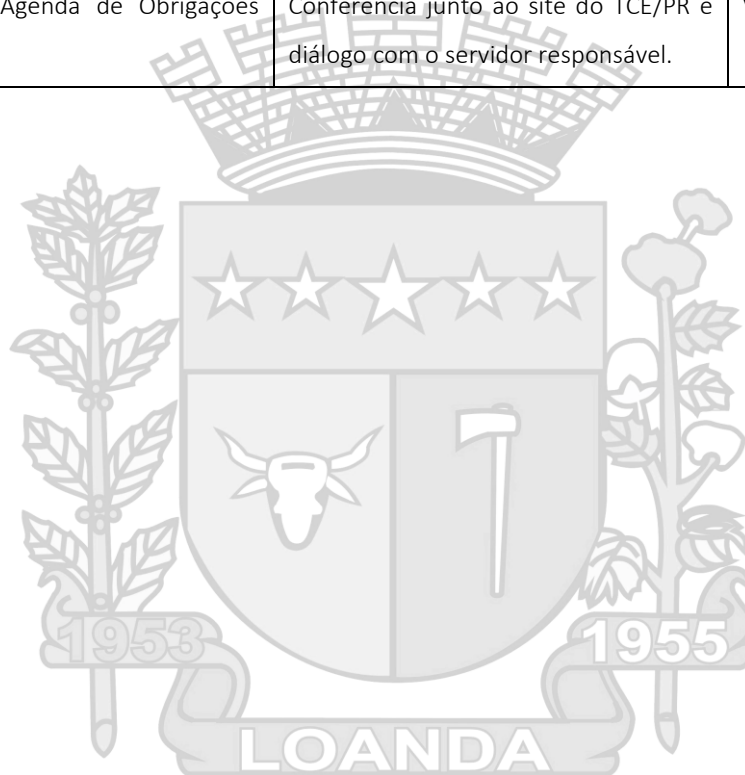 Agenda de Obrigações
Conferência junto ao site do TCE/PR e
diálogo com o servidor responsável.
1953
1955
LOANDA